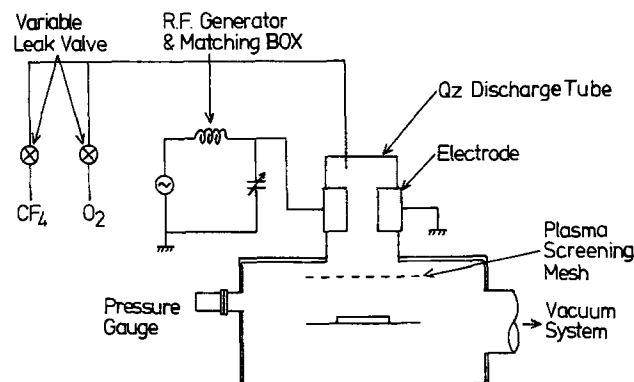 Variable
Leak Valve
R.F. Generator
& Matching BOX
Qz Discharge Tube
Electrode
CF4
O2
Plasma
Screening
Mesh
Pressure
Gauge
Vacuum
System